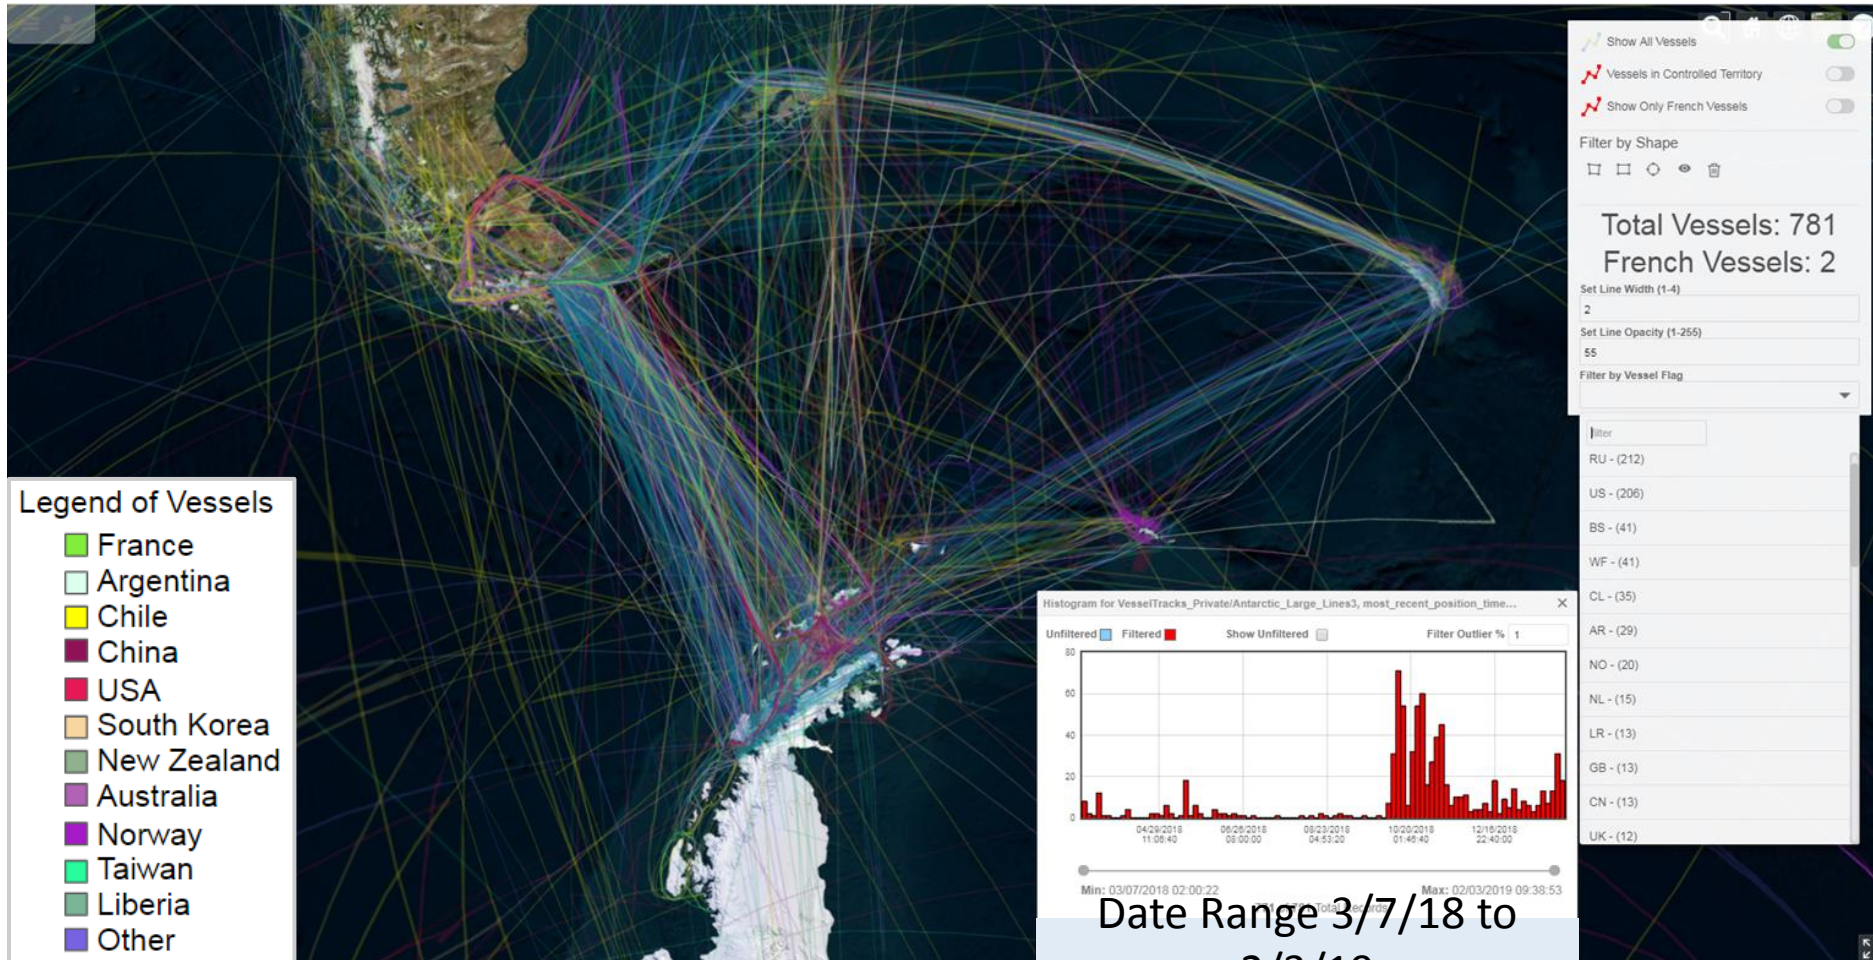 Show All Vessels
Vessels in Controlled Territory
Show Only French Vessels
Filter by Shape
Total Vessels: 781
French Vessels: 2
Set Line Width (1-4)
2
Set Line Opacity (1-255)
55
Filter by Vessel Flag
filter
RU - (212)
US - (206)
BS - (41)
WF - (41)
CL - (35)
AR - (29)
NO - (20)
NL - (15)
LR - (13)
GB - (13)
CN - (13)
UK - (12)
Legend of Vessels
France
Argentina
Chile
China
USA
South Korea
New Zealand
Australia
Norway
Taiwan
Liberia
Other
Histogram for VesselTracks_Private/Antarctic_Large_Lines3, most_recent_position_time...
Unfiltered Filtered Show Unfiltered Filter Outlier % 1
80
60
40
20
0
04/29/2018 06/26/2018 08/23/2018 10/20/2018 12/16/2018
11:06:40 08:00:00 04:53:20 01:46:40 22:40:00
Min: 03/07/2018 02:00:22 Max: 02/03/2019 09:38:53
Total Records
Date Range 3/7/18 to